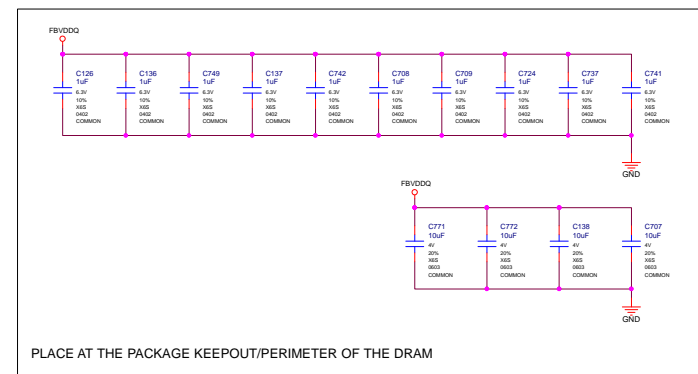 FBVDDQ
C126 C136 C749 C137 C742 C708 C709 C724 C737 C741
1uF 1uF 1uF 1uF 1uF 1uF 1uF 1uF 1uF 1uF
6.3V 6.3V 6.3V 6.3V 6.3V 6.3V 6.3V 6.3V 6.3V 6.3V
10% 10% 10% 10% 10% 10% 10% 10% 10% 10%
X6S X6S X6S X6S X6S X6S X6S X6S X6S X6S
0402 0402 0402 0402 0402 0402 0402 0402 0402 0402
COMMON COMMON COMMON COMMON COMMON COMMON COMMON COMMON COMMON COMMON
GND
FBVDDQ
C771 C772 C138 C707
10uF 10uF 10uF 10uF
4V 4V 4V 4V
20% 20% 20% 20%
X6S X6S X6S X6S
0603 0603 0603 0603
COMMON COMMON COMMON COMMON
GND
PLACE AT THE PACKAGE KEEPOUT/PERIMETER OF THE DRAM